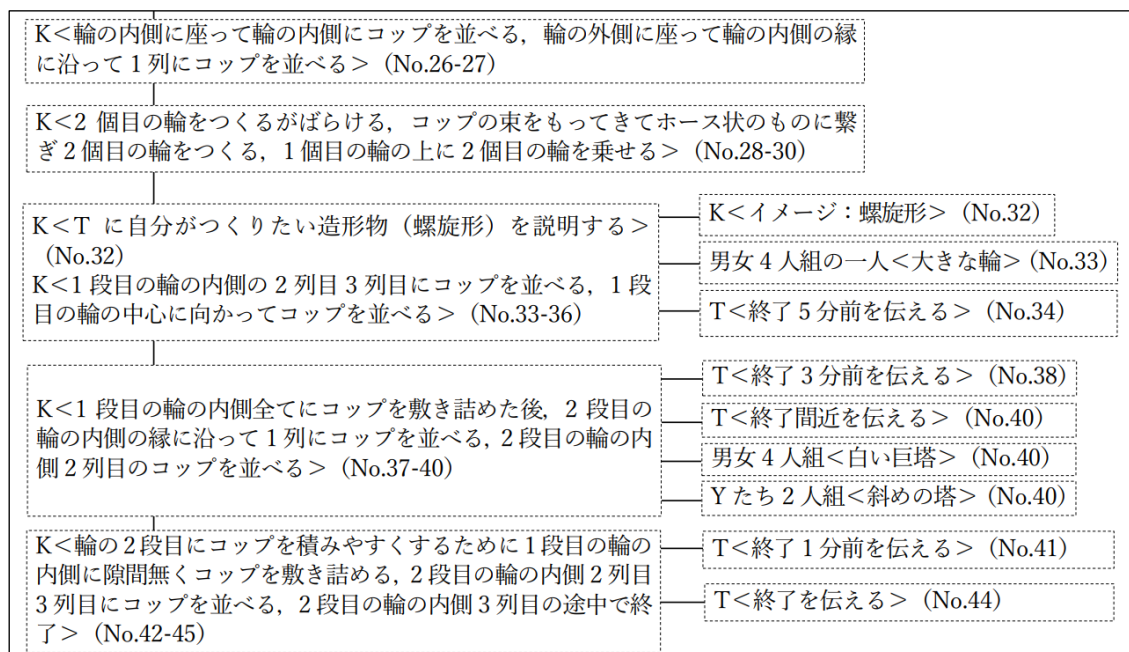 K＜輪の内側に座って輪の内側にコップを並べる，輪の外側に座って輪の内側の縁
に沿って1列にコップを並べる＞（No.26-27）
K＜2 個目の輪をつくるがばらける，コップの束をもってきてホース状のものに繋
ぎ2個目の輪をつくる，1個目の輪の上に2個目の輪を乗せる＞（No.28-30）
K＜T に自分がつくりたい造形物（螺旋形）を説明する＞
（No.32）
K＜1段目の輪の内側の2列目3列目にコップを並べる，1段
目の輪の中心に向かってコップを並べる＞（No.33-36）
K＜イメージ：螺旋形＞（No.32）
男女4人組の一人＜大きな輪＞（No.33）
T＜終了5分前を伝える＞（No.34）
K＜1段目の輪の内側全てにコップを敷き詰めた後，2段目の
輪の内側の縁に沿って1列にコップを並べる，2段目の輪の内
側2列目のコップを並べる＞（No.37-40）
T＜終了3分前を伝える＞（No.38）
T＜終了間近を伝える＞（No.40）
男女4人組＜白い巨塔＞（No.40）
Yたち2人組＜斜めの塔＞（No.40）
K＜輪の2段目にコップを積みやすくするために1段目の輪の
内側に隙間無くコップを敷き詰める，2段目の輪の内側2列目
3列目にコップを並べる，2段目の輪の内側3列目の途中で終
了＞（No.42-45）
T＜終了1分前を伝える＞（No.41）
T＜終了を伝える＞（No.44）